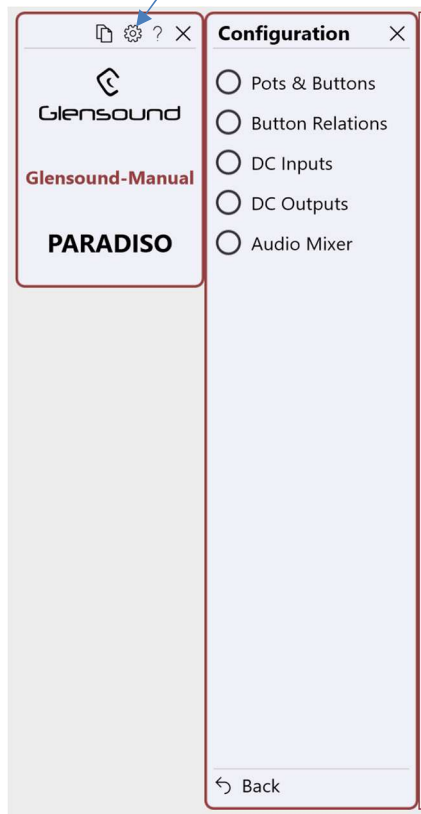 Glensound
Glensound-Manual
PARADISO
Configuration
Pots & Buttons
Button Relations
DC Inputs
DC Outputs
Audio Mixer
Back